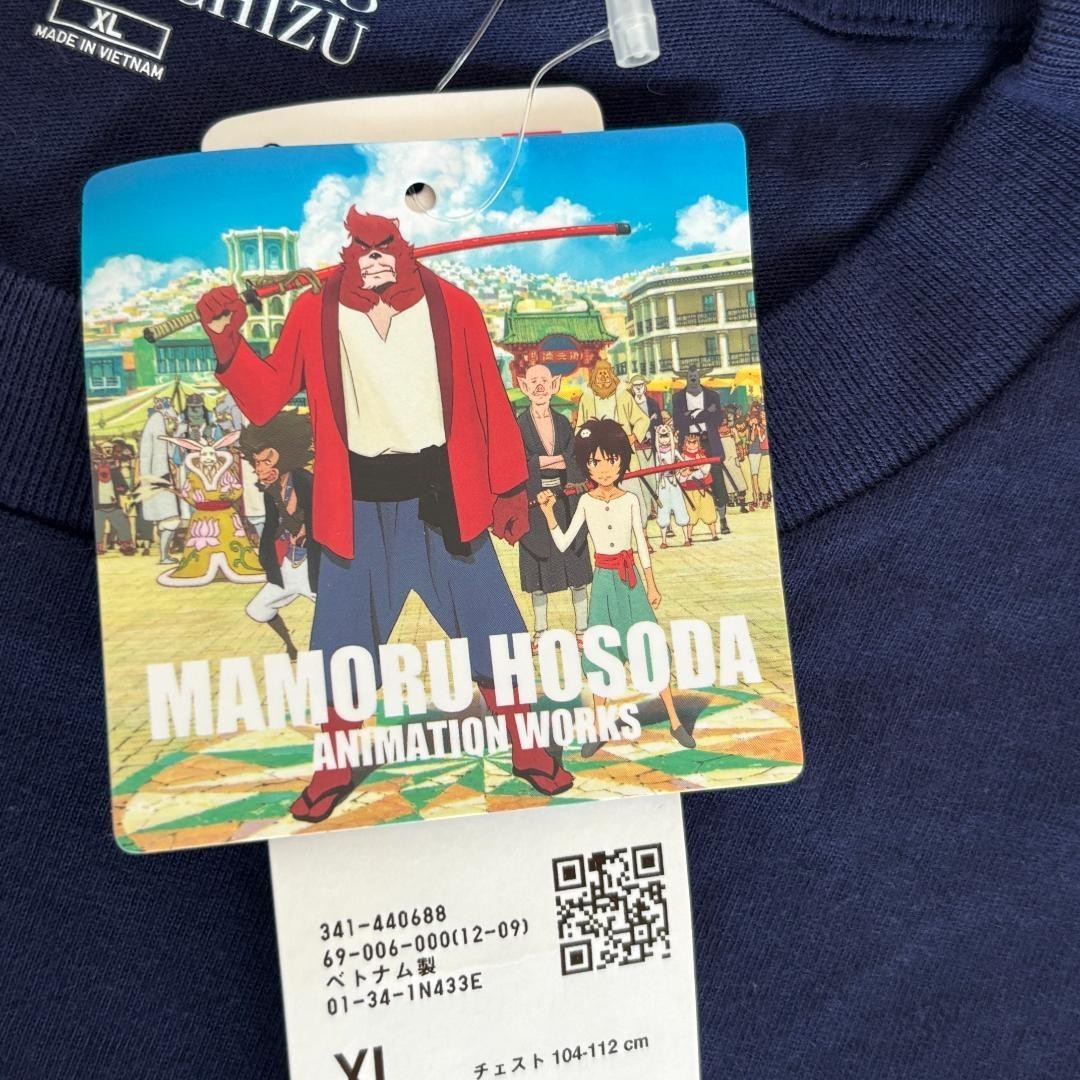 XL
MADE IN VIETNAM
CHIZU
MAMORU HOSODA
ANIMATION WORKS
341-440688
69-006-000(12-09)
ベトナム製
01-34-1N433E
XL
チェスト 104-112 cm